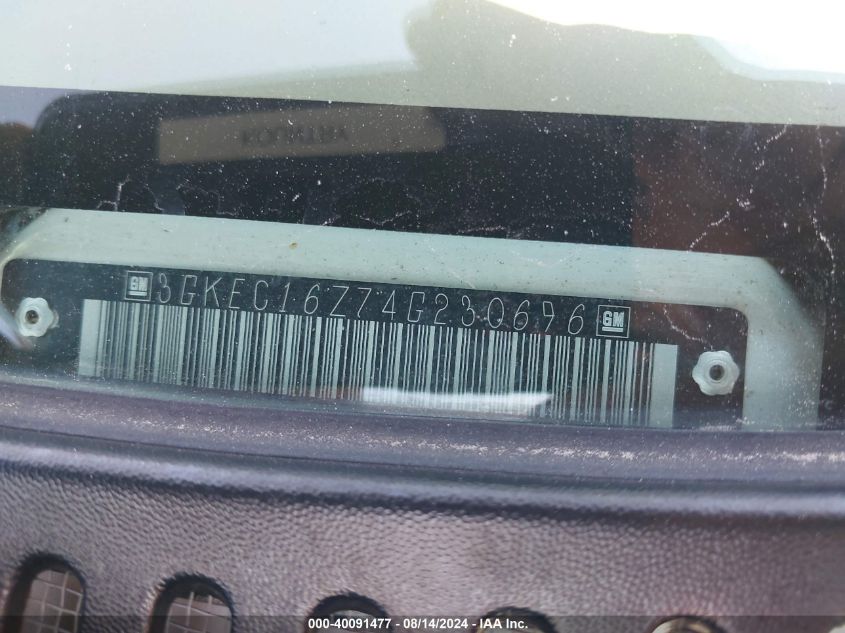 GM 3GKEC16Z74G230696 GM
000-40091477 - 08/14/2024 - IAA Inc.